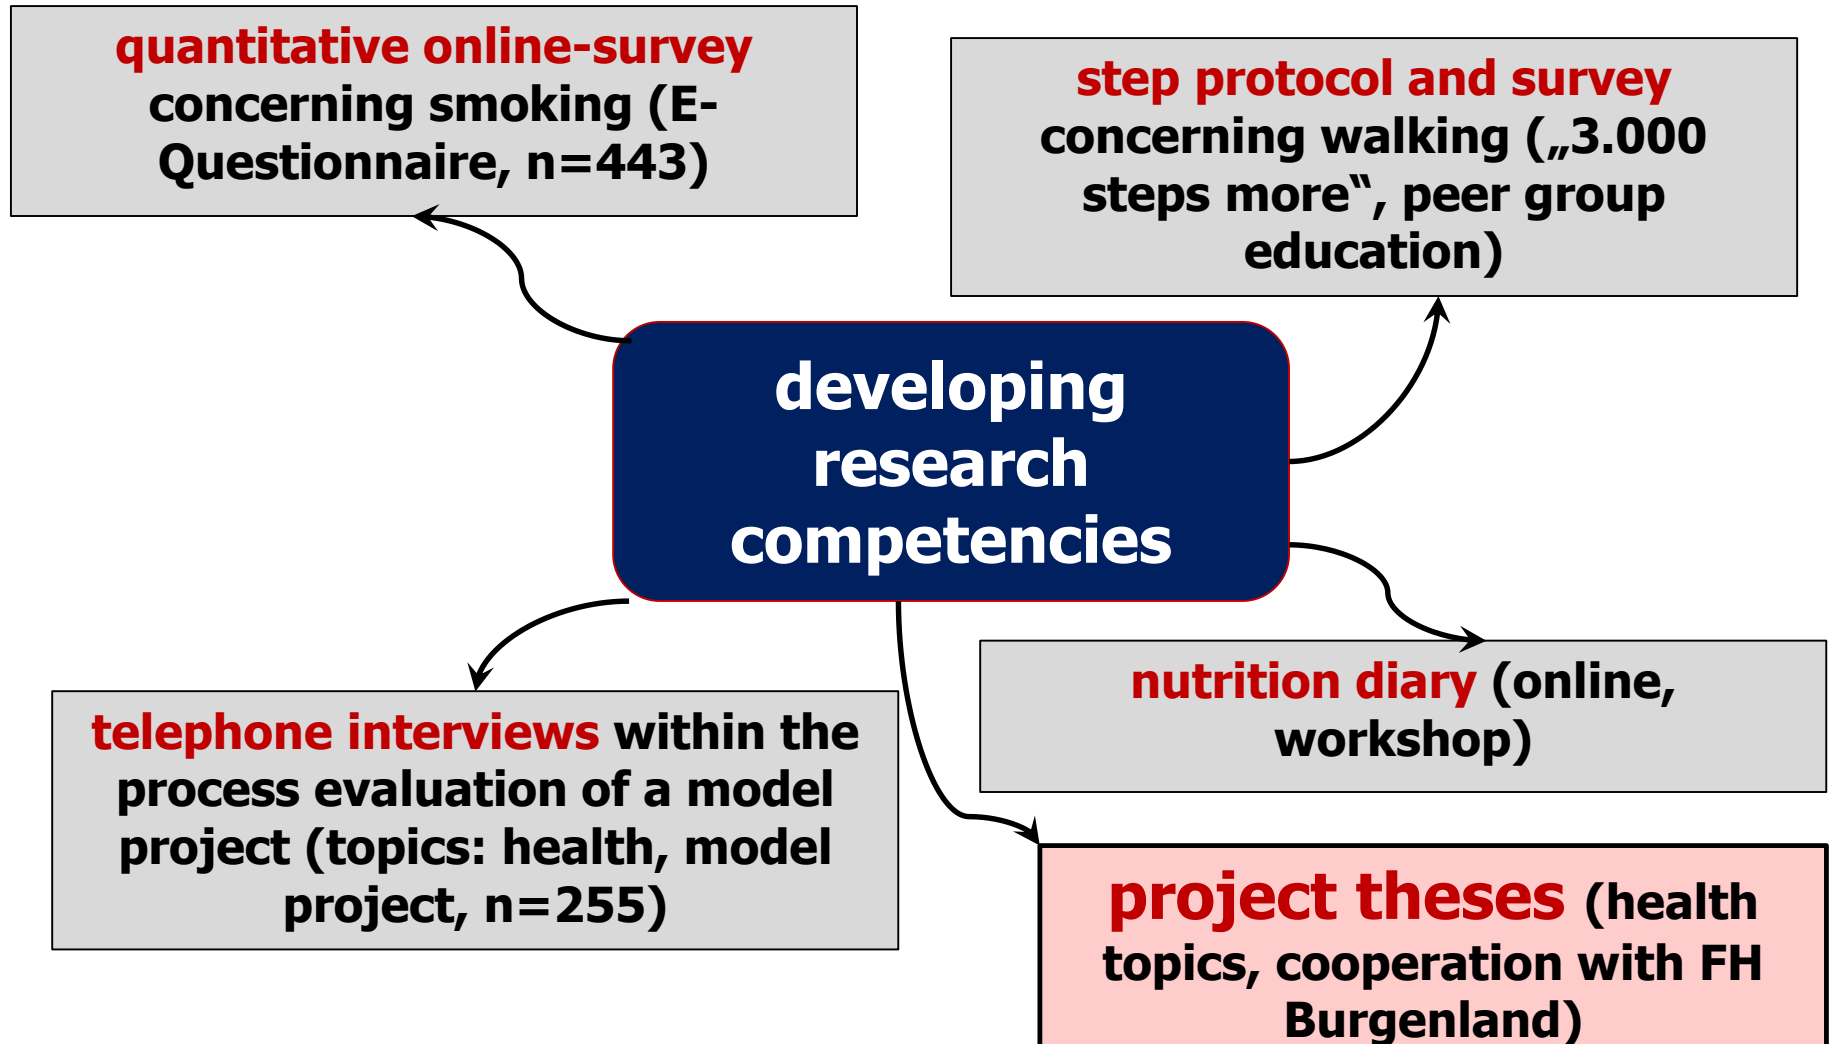 quantitative online-survey
concerning smoking (E-
Questionnaire, n=443)
step protocol and survey
concerning walking („3.000
steps more‟, peer group
education)
developing
research
competencies
telephone interviews within the
process evaluation of a model
project (topics: health, model
project, n=255)
nutrition diary (online,
workshop)
project theses (health
topics, cooperation with FH
Burgenland)